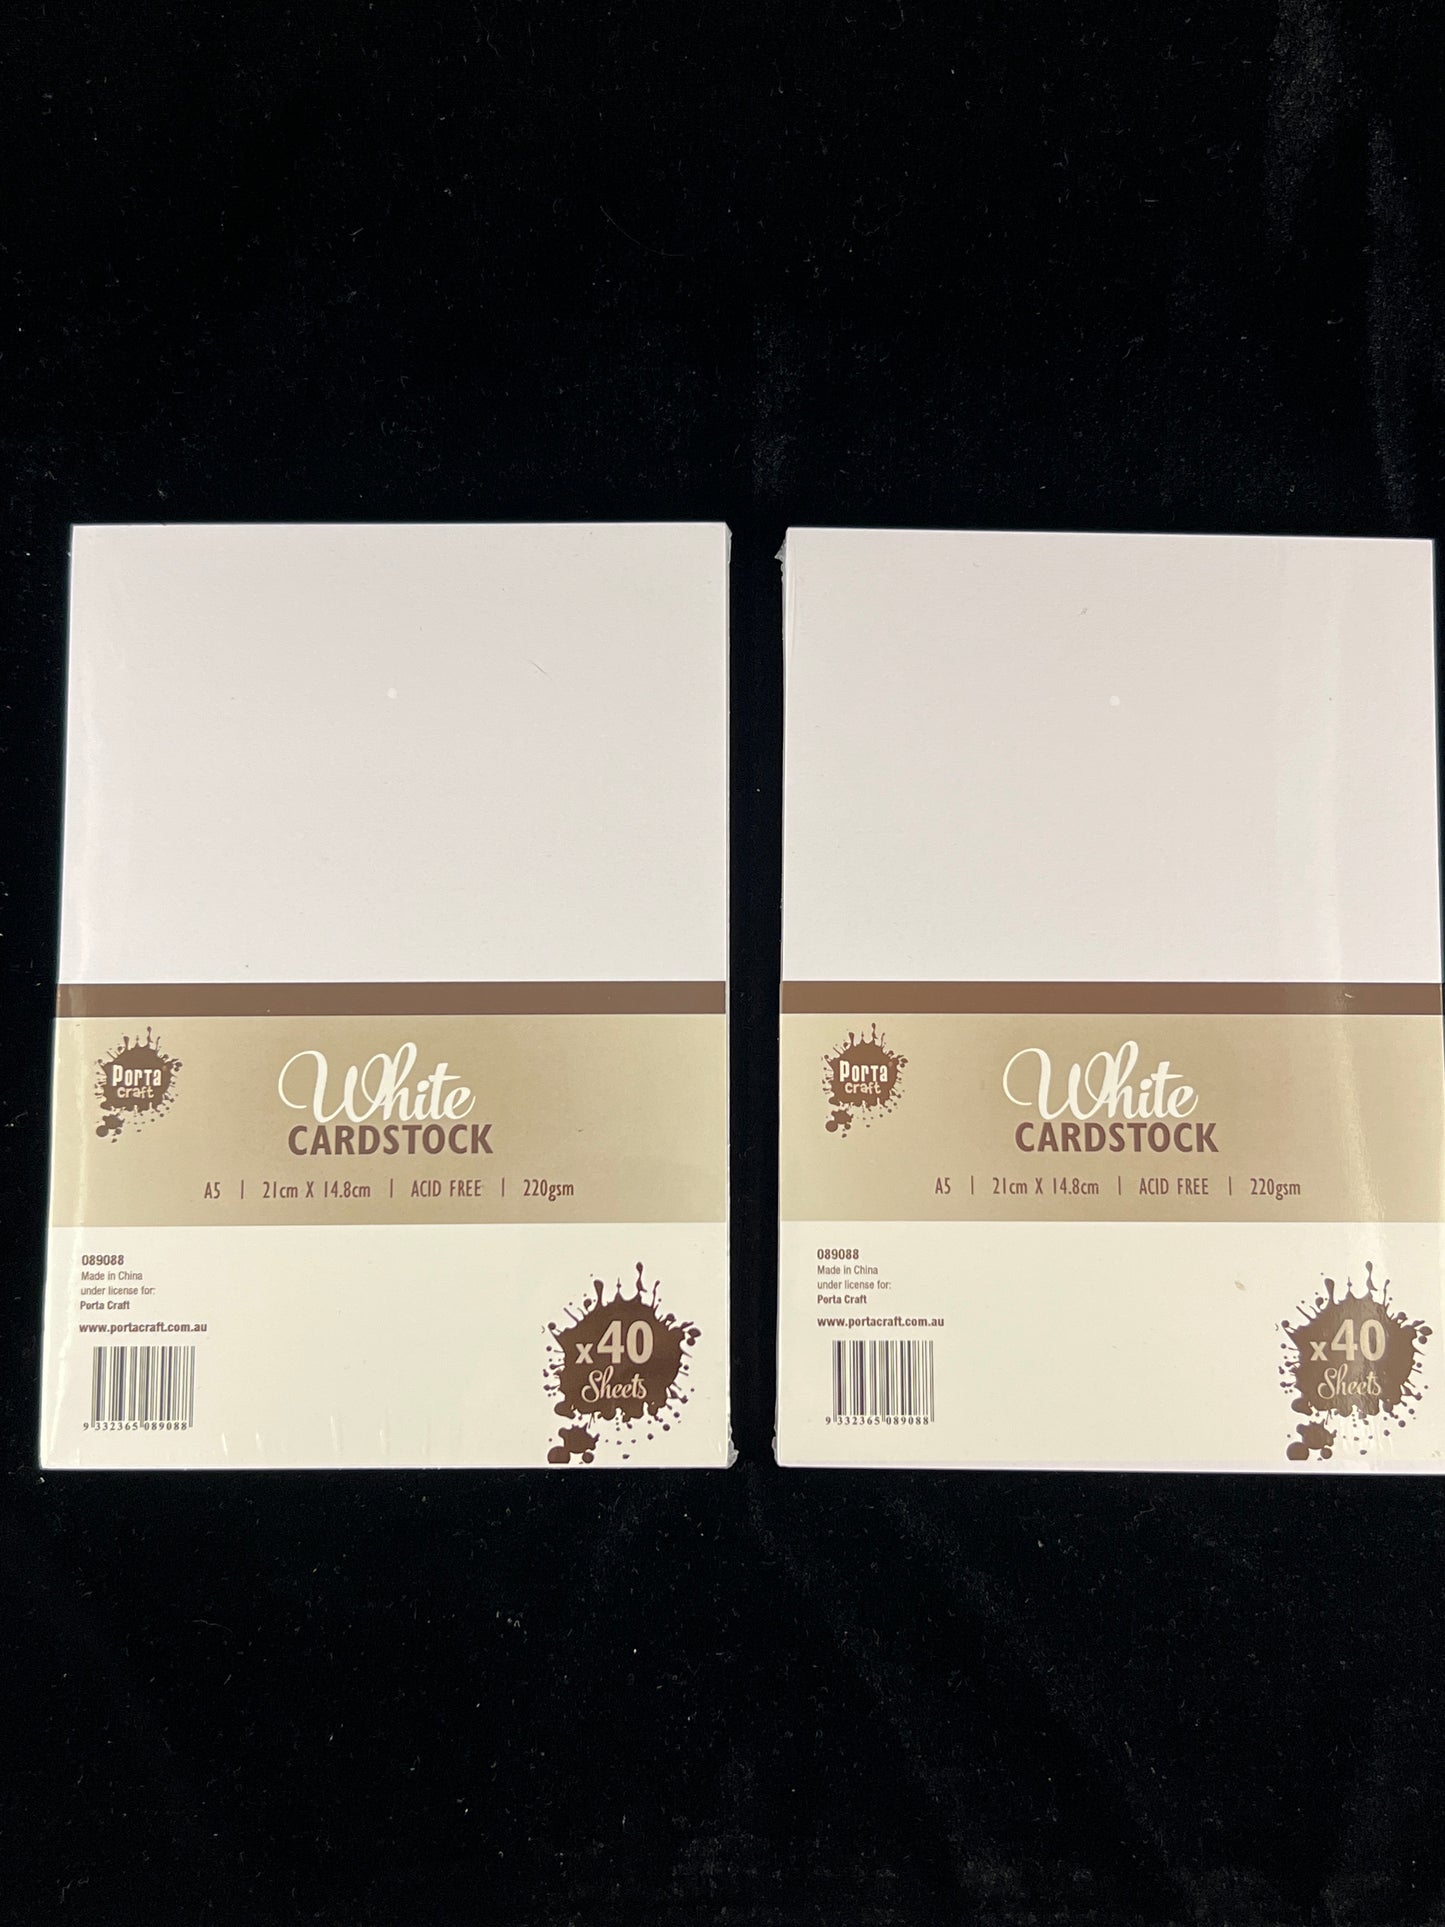 Porta
craft
White
CARDSTOCK
A5 | 21cm X 14.8cm | ACID FREE | 220gsm
089088
Made in China
under license for:
Porta Craft
www.portacraft.com.au
9 332365 089088
x40
Sheets
Porta
craft
White
CARDSTOCK
A5 | 21cm X 14.8cm | ACID FREE | 220gsm
089088
Made in China
under license for:
Porta Craft
www.portacraft.com.au
9 332365 089088
x40
Sheets